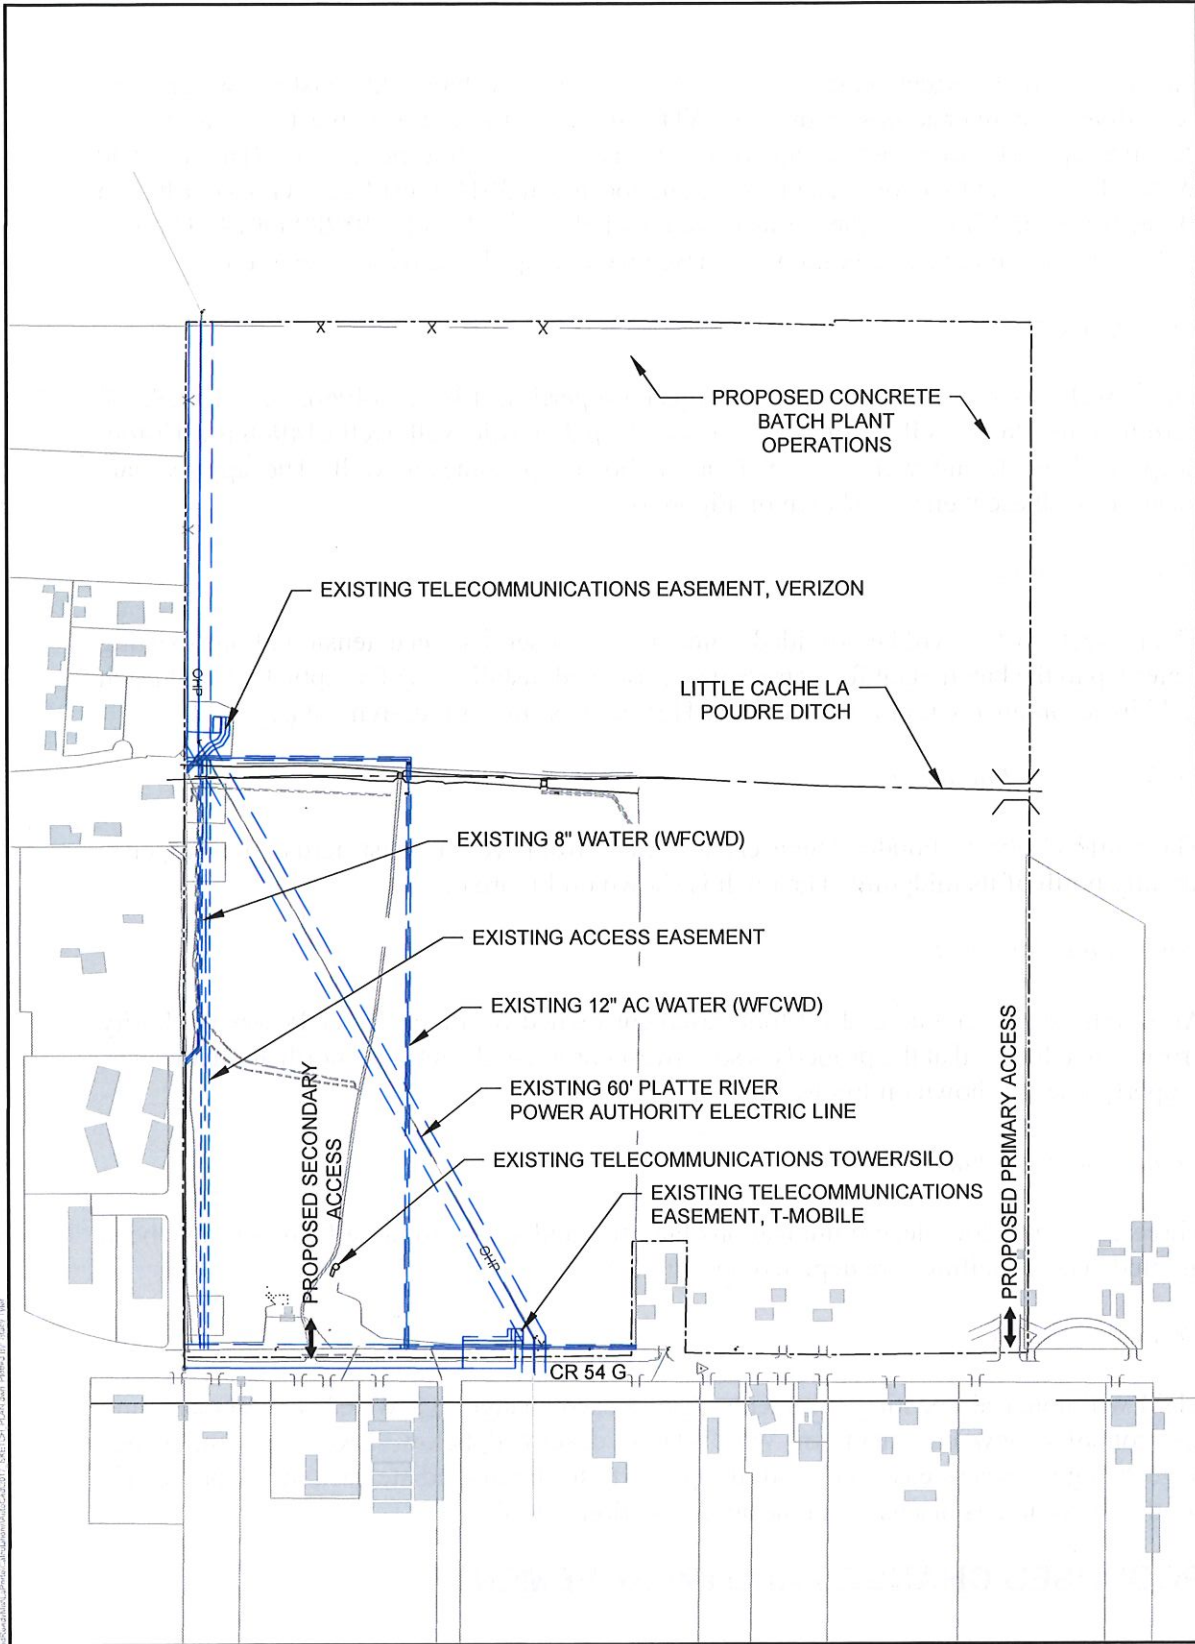 X X X
PROPOSED CONCRETE
BATCH PLANT
OPERATIONS
X
X
EXISTING TELECOMMUNICATIONS EASEMENT, VERIZON
OHP
LITTLE CACHE LA
POUDRE DITCH
EXISTING 8" WATER (WFCWD)
EXISTING ACCESS EASEMENT
EXISTING 12" AC WATER (WFCWD)
EXISTING 60' PLATTE RIVER
POWER AUTHORITY ELECTRIC LINE
EXISTING TELECOMMUNICATIONS TOWER/SILO
EXISTING TELECOMMUNICATIONS
EASEMENT, T-MOBILE
PROPOSED SECONDARY
ACCESS
PROPOSED PRIMARY ACCESS
OHP
CR 54 G